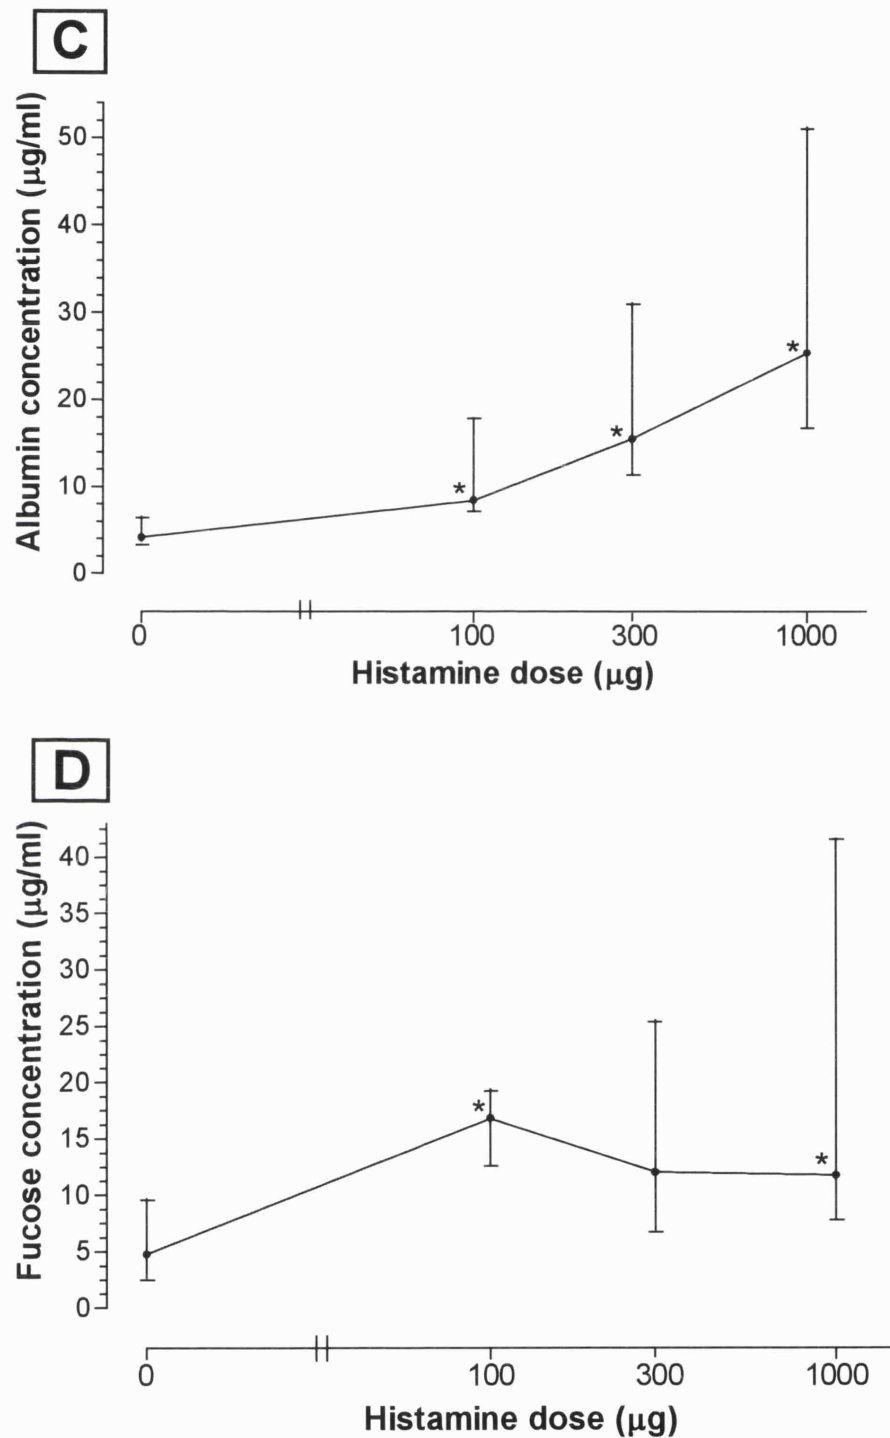 C
Albumin concentration (µg/ml)
50
40
30
20
10
0
*
*
*
0 100 300 1000
Histamine dose (µg)
D
Fucose concentration (µg/ml)
40
35
30
25
20
15
10
5
0
*
*
0 100 300 1000
Histamine dose (µg)